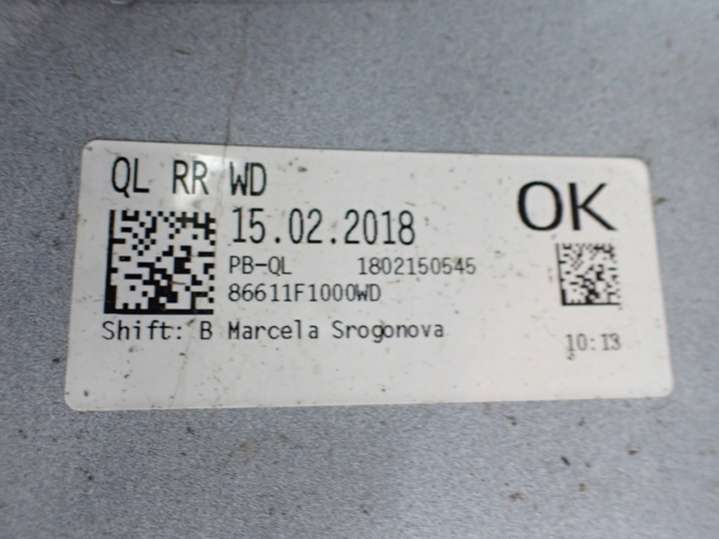 QL RR WD
OK
15.02.2018
PB-QL 1802150545
86611F1000WD
Shift: B Marcela Srogonova
10:13